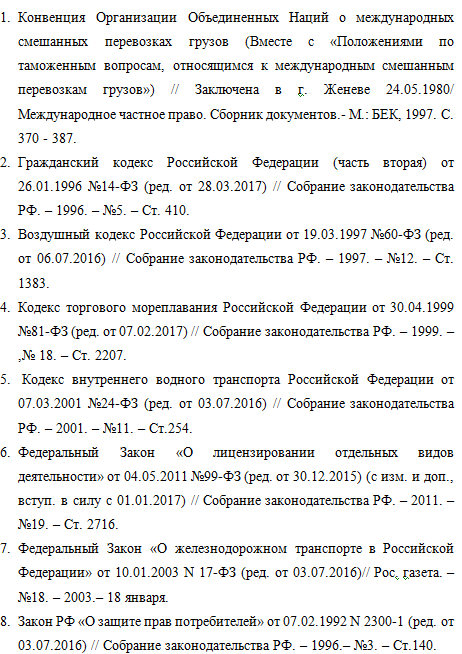 1. Конвенция Организации Объединенных Наций о международных
смешанных перевозках грузов (Вместе с «Положениями по
таможенным вопросам, относящимся к международным смешанным
перевозкам грузов») // Заключена в г. Женеве 24.05.1980/
Международное частное право. Сборник документов.- М.: БЕК, 1997. С.
370 - 387.
2. Гражданский кодекс Российской Федерации (часть вторая) от
26.01.1996 №14-ФЗ (ред. от 28.03.2017) // Собрание законодательства
РФ. – 1996. – №5. – Ст. 410.
3. Воздушный кодекс Российской Федерации от 19.03.1997 №60-ФЗ (ред.
от 06.07.2016) // Собрание законодательства РФ. – 1997. – №12. – Ст.
1383.
4. Кодекс торгового мореплавания Российской Федерации от 30.04.1999
№81-ФЗ (ред. от 07.02.2017) // Собрание законодательства РФ. – 1999. –
,№ 18. – Ст. 2207.
5. Кодекс внутреннего водного транспорта Российской Федерации от
07.03.2001 №24-ФЗ (ред. от 03.07.2016) // Собрание законодательства
РФ. – 2001. – №11. – Ст.254.
6. Федеральный Закон «О лицензировании отдельных видов
деятельности» от 04.05.2011 №99-ФЗ (ред. от 30.12.2015) (с изм. и доп.,
вступ. в силу с 01.01.2017) // Собрание законодательства РФ. – 2011. –
№19. – Ст. 2716.
7. Федеральный Закон «О железнодорожном транспорте в Российской
Федерации» от 10.01.2003 N 17-ФЗ (ред. от 03.07.2016)// Рос. газета. –
№18. – 2003.– 18 января.
8. Закон РФ «О защите прав потребителей» от 07.02.1992 N 2300-1 (ред. от
03.07.2016) // Собрание законодательства РФ. – 1996.– №3. – Ст.140.